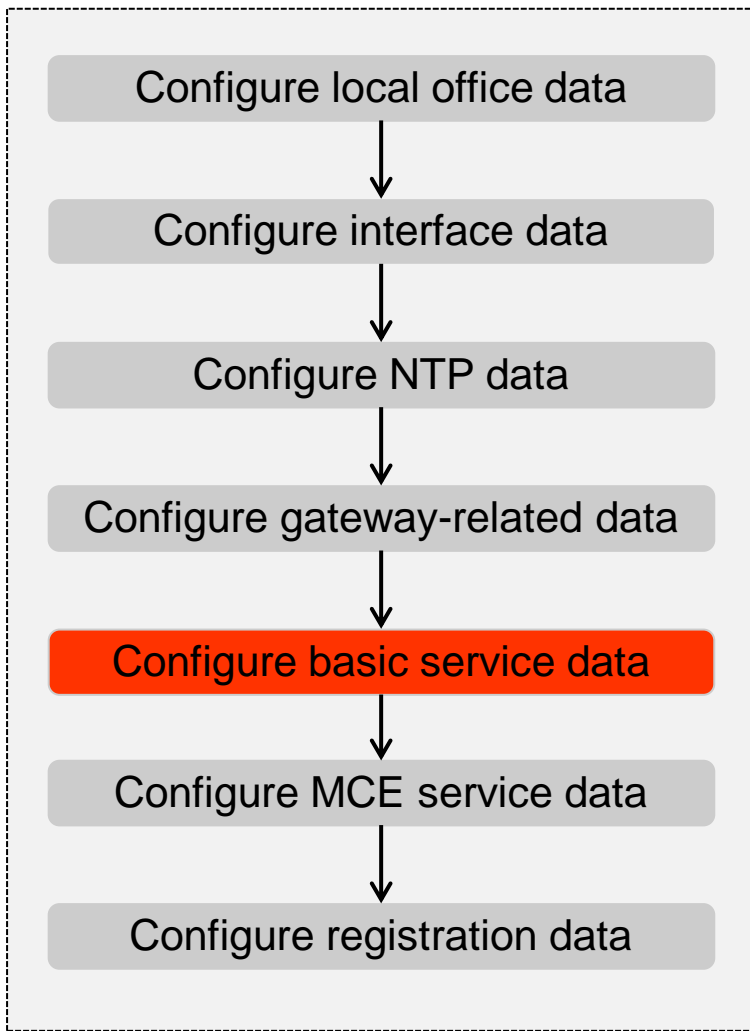 Configure local office data
Configure interface data
Configure NTP data
Configure gateway-related data
Configure basic service data
Configure MCE service data
Configure registration data